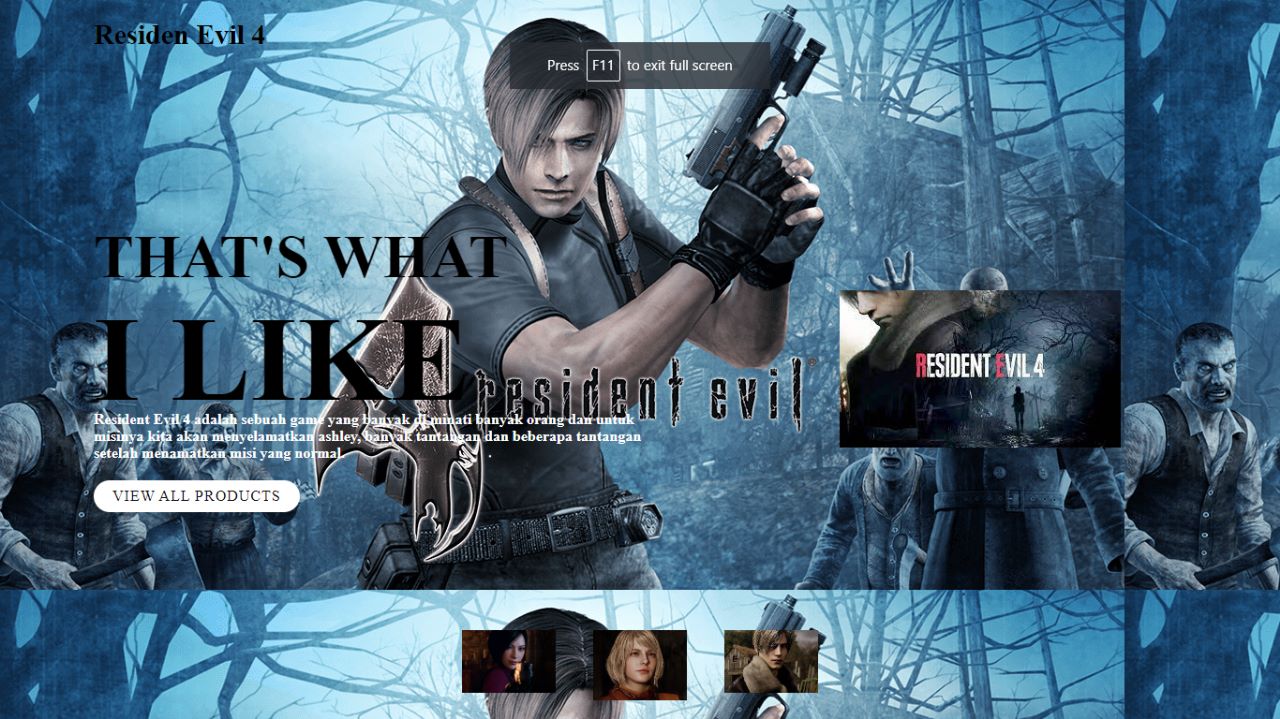 Residen Evil 4
Press F11 to exit full screen
THAT'S WHAT
I LIKE
RESIDENT EVIL 4
resident evil
4
Resident Evil 4 adalah sebuah game yang banyak di minati banyak orang dan untuk
misinya kita akan menyelamatkan ashley, banyak tantangan dan beberapa tantangan
setelah menamatkan misi yang normal .
VIEW ALL PRODUCTS